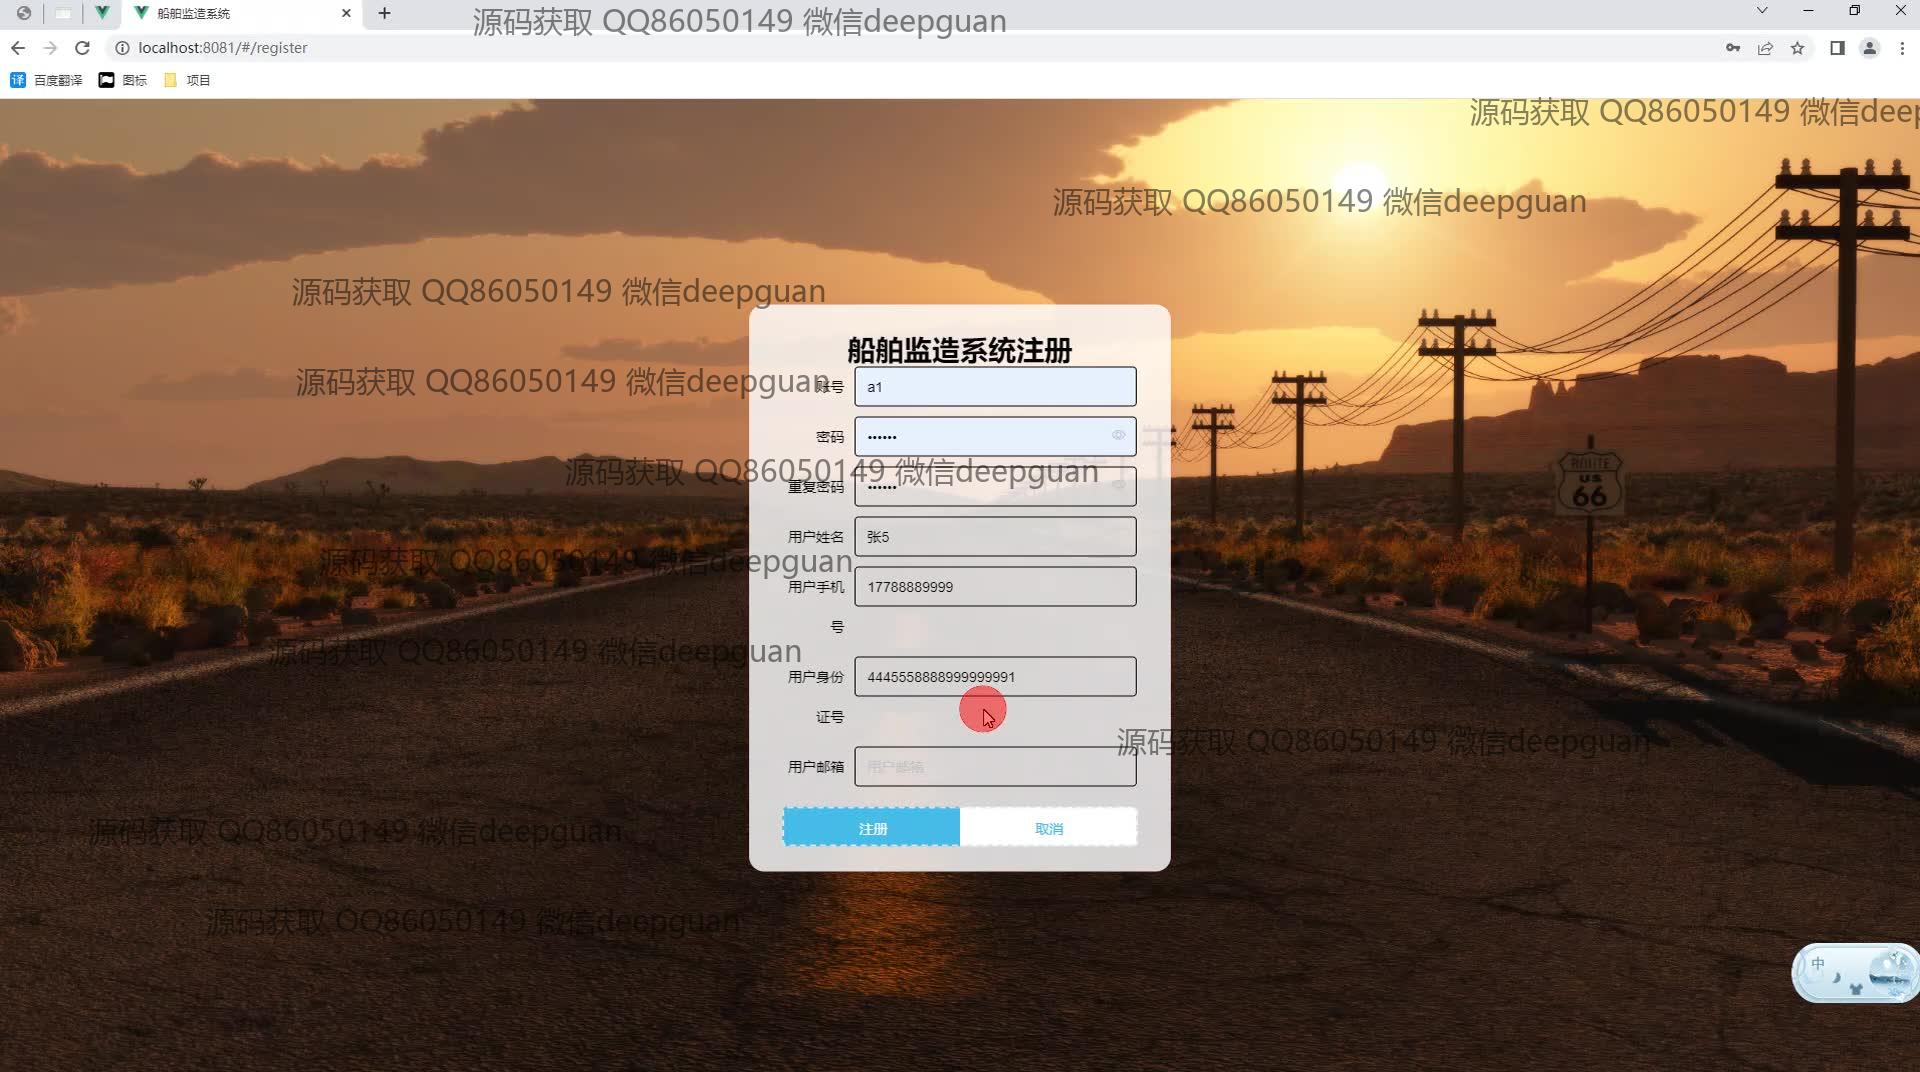 船舶监造系统
源码获取 QQ86050149 微信deepguan
localhost:8081/#/register
译 百度翻译 图标 项目
源码获取 QQ86050149 微信deep
源码获取 QQ86050149 微信deepguan
源码获取 QQ86050149 微信deepguan
船舶监造系统注册
源码获取 QQ86050149 微信deepguan
账号 a1
密码 ••••••
源码获取 QQ86050149 微信deepguan
重复密码 ••••••
ROUTE
US
66
用户姓名 张5
源码获取 QQ86050149 微信deepguan
用户手机 17788889999
号
源码获取 QQ86050149 微信deepguan
用户身份 4445558888999999991
证号
源码获取 QQ86050149 微信deepguan
用户邮箱 用户邮箱
注册 取消
源码获取 QQ86050149 微信deepguan
源码获取 QQ86050149 微信deepguan
中